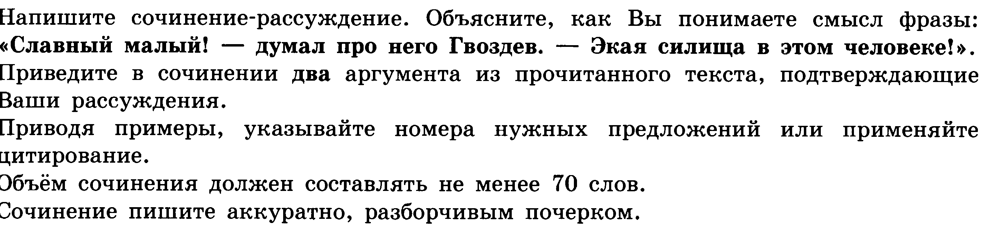 Напишите сочинение-рассуждение. Объясните, как Вы понимаете смысл фразы:
«Славный малый! — думал про него Гвоздев. — Экая силища в этом человеке!».
Приведите в сочинении два аргумента из прочитанного текста, подтверждающие
Ваши рассуждения.
Приводя примеры, указывайте номера нужных предложений или применяйте
цитирование.
Объём сочинения должен составлять не менее 70 слов.
Сочинение пишите аккуратно, разборчивым почерком.